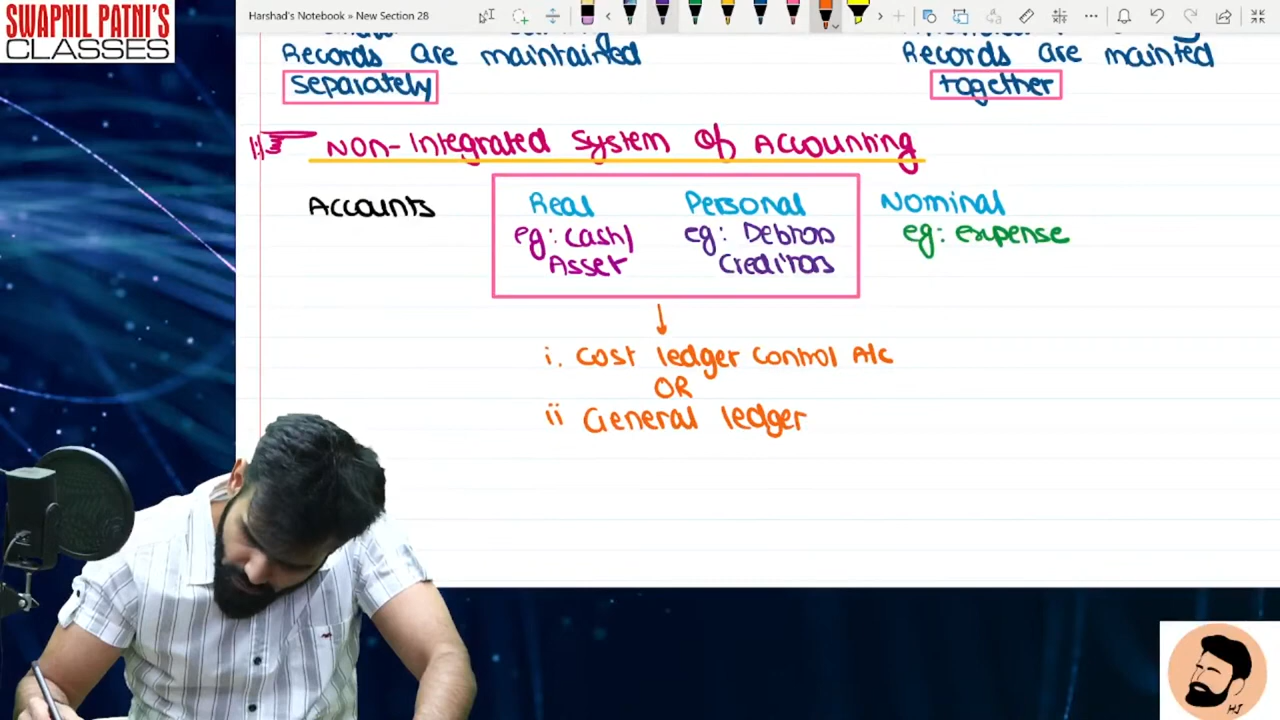 SWAPNIL PATNI'S
CLASSES
Harshad's Notebook » New Section 28
Records are maintained
separately
Records are mainted
together
1:) Non-Integrated System of Accounting
Accounts Real Personal Nominal
eg: Cash/ eg: Debtors eg: expense
Asset Creditors
i. Cost ledger control A/c
OR
ii General ledger
HJ